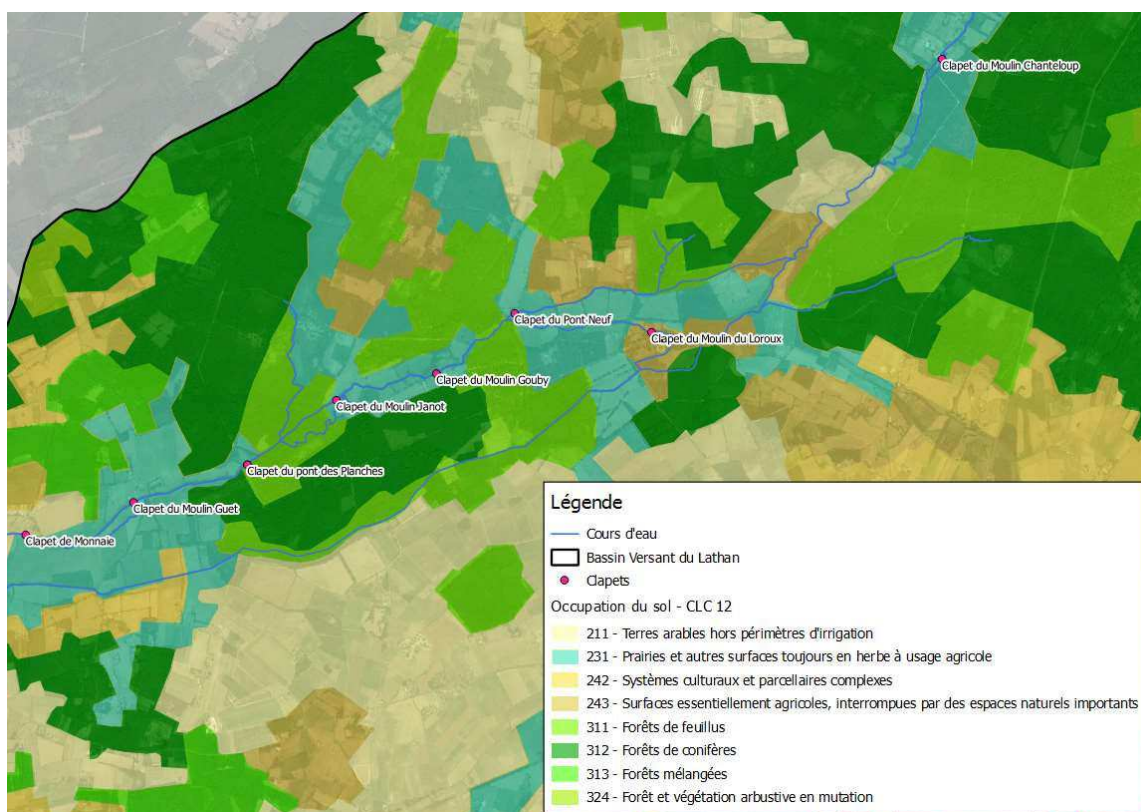 Clapet du Moulin Chanteloup
Clapet du Pont Neuf
Clapet du Moulin du Loroux
Clapet du Moulin Gouby
Clapet du Moulin Janot
Clapet du pont des Planches
Clapet du Moulin Guet
Clapet de Monnaie
Légende
Cours d'eau
Bassin Versant du Lathan
Clapets
Occupation du sol - CLC 12
211 - Terres arables hors périmètres d'irrigation
231 - Prairies et autres surfaces toujours en herbe à usage agricole
242 - Systèmes culturaux et parcellaires complexes
243 - Surfaces essentiellement agricoles, interrompues par des espaces naturels importants
311 - Forêts de feuillus
312 - Forêts de conifères
313 - Forêts mélangées
324 - Forêt et végétation arbustive en mutation